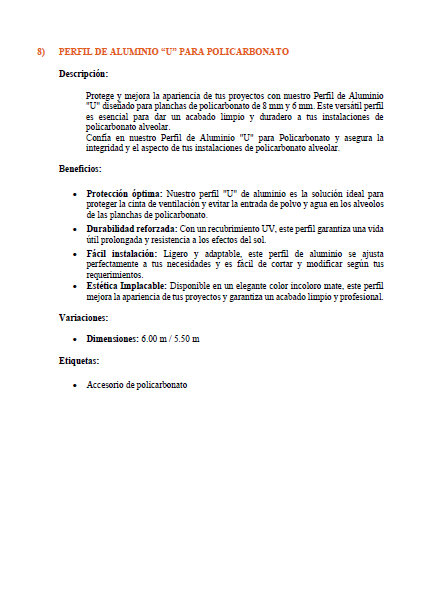 8) PERFIL DE ALUMINIO “U” PARA POLICARBONATO
Descripción:
Protege y mejora la apariencia de tus proyectos con nuestro Perfil de Aluminio
"U" diseñado para planchas de policarbonato de 8 mm y 6 mm. Este versátil perfil
es esencial para dar un acabado limpio y duradero a tus instalaciones de
policarbonato alveolar.
Confía en nuestro Perfil de Aluminio "U" para Policarbonato y asegura la
integridad y el aspecto de tus instalaciones de policarbonato alveolar.
Beneficios:
• Protección óptima: Nuestro perfil "U" de aluminio es la solución ideal para
proteger la cinta de ventilación y evitar la entrada de polvo y agua en los alveolos
de las planchas de policarbonato.
• Durabilidad reforzada: Con un recubrimiento UV, este perfil garantiza una vida
útil prolongada y resistencia a los efectos del sol.
• Fácil instalación: Ligero y adaptable, este perfil de aluminio se ajusta
perfectamente a tus necesidades y es fácil de cortar y modificar según tus
requerimientos.
• Estética Implacable: Disponible en un elegante color incoloro mate, este perfil
mejora la apariencia de tus proyectos y garantiza un acabado limpio y profesional.
Variaciones:
• Dimensiones: 6.00 m / 5.50 m
Etiquetas:
• Accesorio de policarbonato